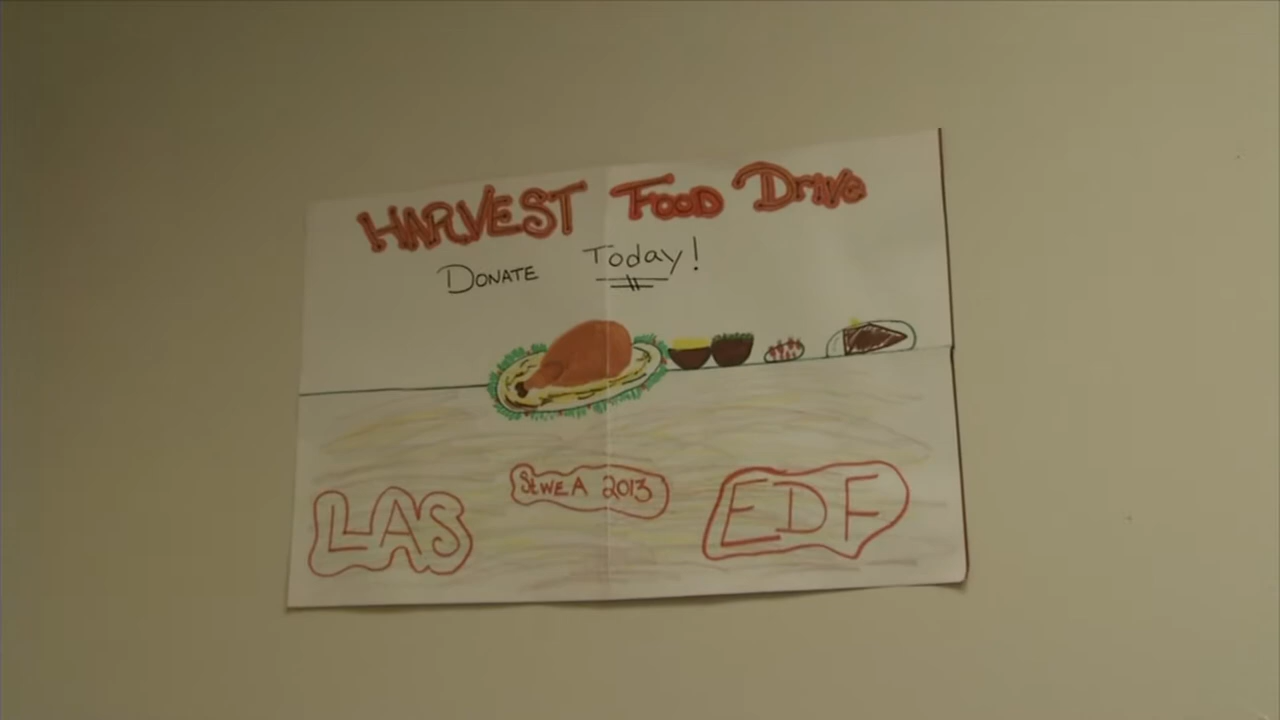 HARVEST FOOD Drive
DONATE Today!
StWEA 2013
LAS
EDF